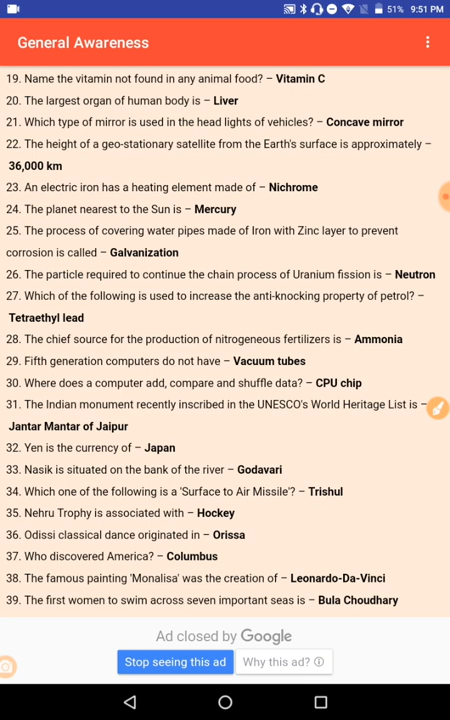 51% 9:51 PM
General Awareness
19. Name the vitamin not found in any animal food? – Vitamin C
20. The largest organ of human body is – Liver
21. Which type of mirror is used in the head lights of vehicles? – Concave mirror
22. The height of a geo-stationary satellite from the Earth's surface is approximately –
36,000 km
23. An electric iron has a heating element made of – Nichrome
24. The planet nearest to the Sun is – Mercury
25. The process of covering water pipes made of Iron with Zinc layer to prevent
corrosion is called – Galvanization
26. The particle required to continue the chain process of Uranium fission is – Neutron
27. Which of the following is used to increase the anti-knocking property of petrol? –
Tetraethyl lead
28. The chief source for the production of nitrogeneous fertilizers is – Ammonia
29. Fifth generation computers do not have – Vacuum tubes
30. Where does a computer add, compare and shuffle data? – CPU chip
31. The Indian monument recently inscribed in the UNESCO's World Heritage List is –
Jantar Mantar of Jaipur
32. Yen is the currency of – Japan
33. Nasik is situated on the bank of the river – Godavari
34. Which one of the following is a 'Surface to Air Missile'? – Trishul
35. Nehru Trophy is associated with – Hockey
36. Odissi classical dance originated in – Orissa
37. Who discovered America? – Columbus
38. The famous painting 'Monalisa' was the creation of – Leonardo-Da-Vinci
39. The first women to swim across seven important seas is – Bula Choudhary
Ad closed by Google
Stop seeing this ad Why this ad?